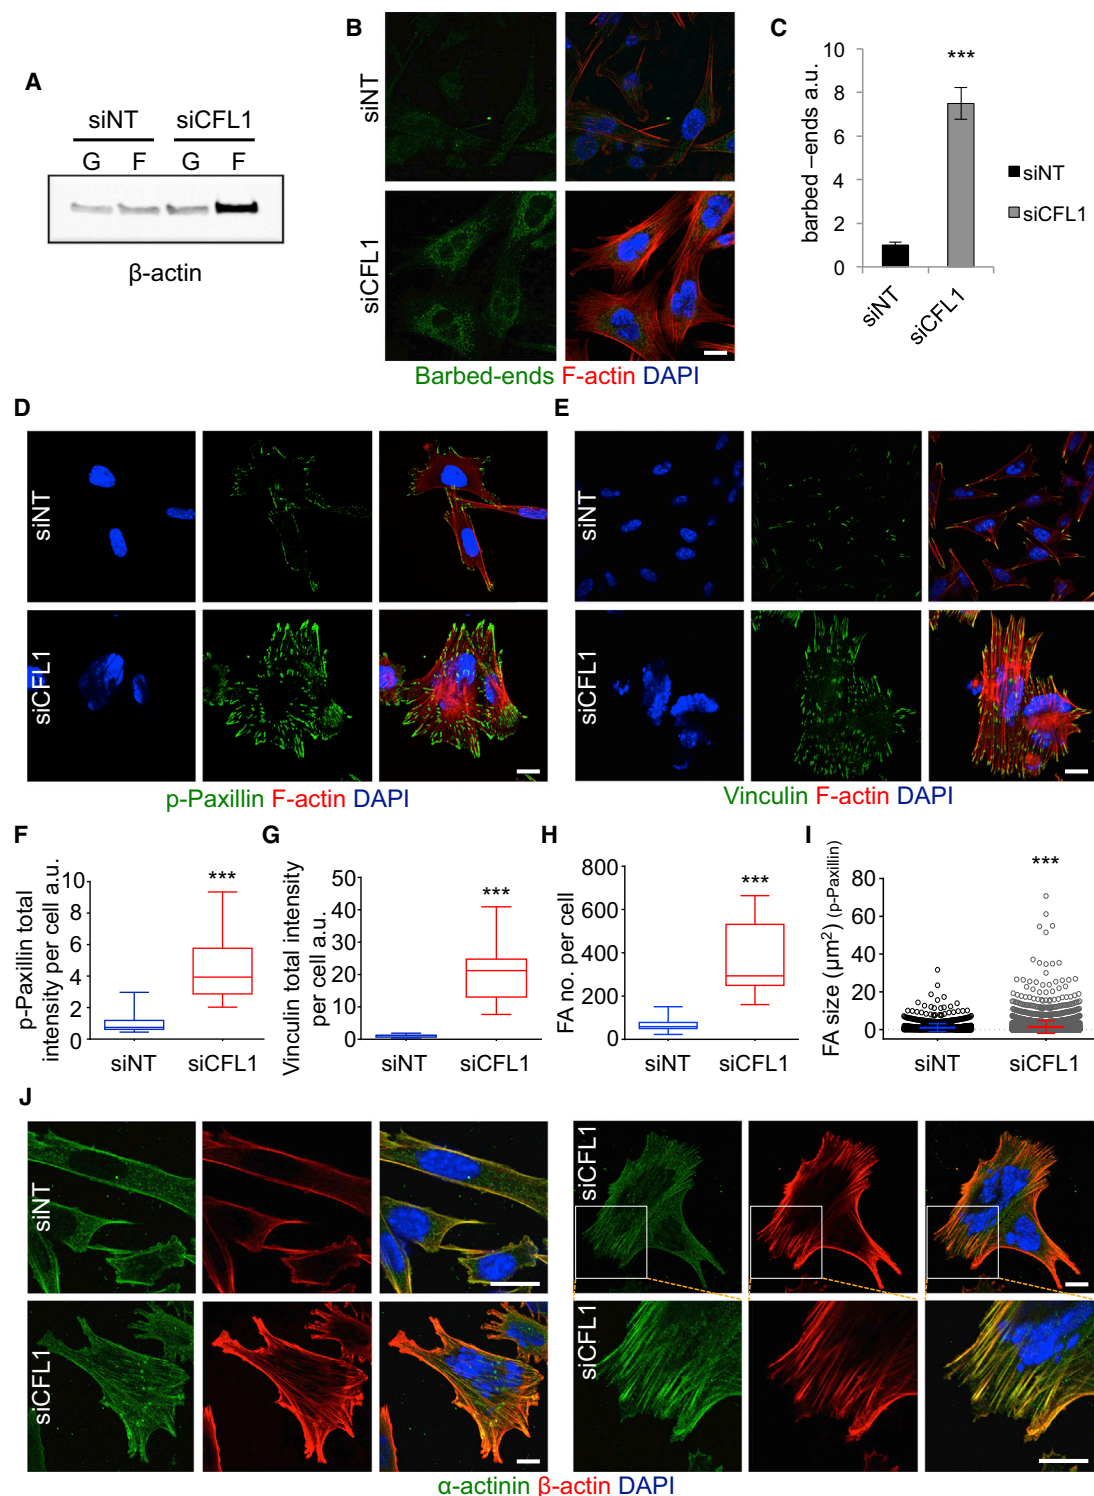 A
siNT siCFL1
G F G F
β-actin
B
siNT
siCFL1
Barbed-ends F-actin DAPI
C
barbed –ends a.u.
10
8
6
4
2
0
***
siNT
siCFL1
siNT
siCFL1
D
siNT
siCFL1
p-Paxillin F-actin DAPI
E
siNT
siCFL1
Vinculin F-actin DAPI
F
p-Paxillin total
intensity per cell a.u.
10
8
6
4
2
0
***
siNT siCFL1
G
Vinculin total intensity
per cell a.u.
50
40
30
20
10
0
***
siNT siCFL1
H
FA no. per cell
800
600
400
200
0
***
siNT siCFL1
I
FA size (µm²) (p-Paxillin)
80
60
40
20
0
***
siNT siCFL1
J
siNT
siCFL1
siCFL1
siCFL1
α-actinin β-actin DAPI